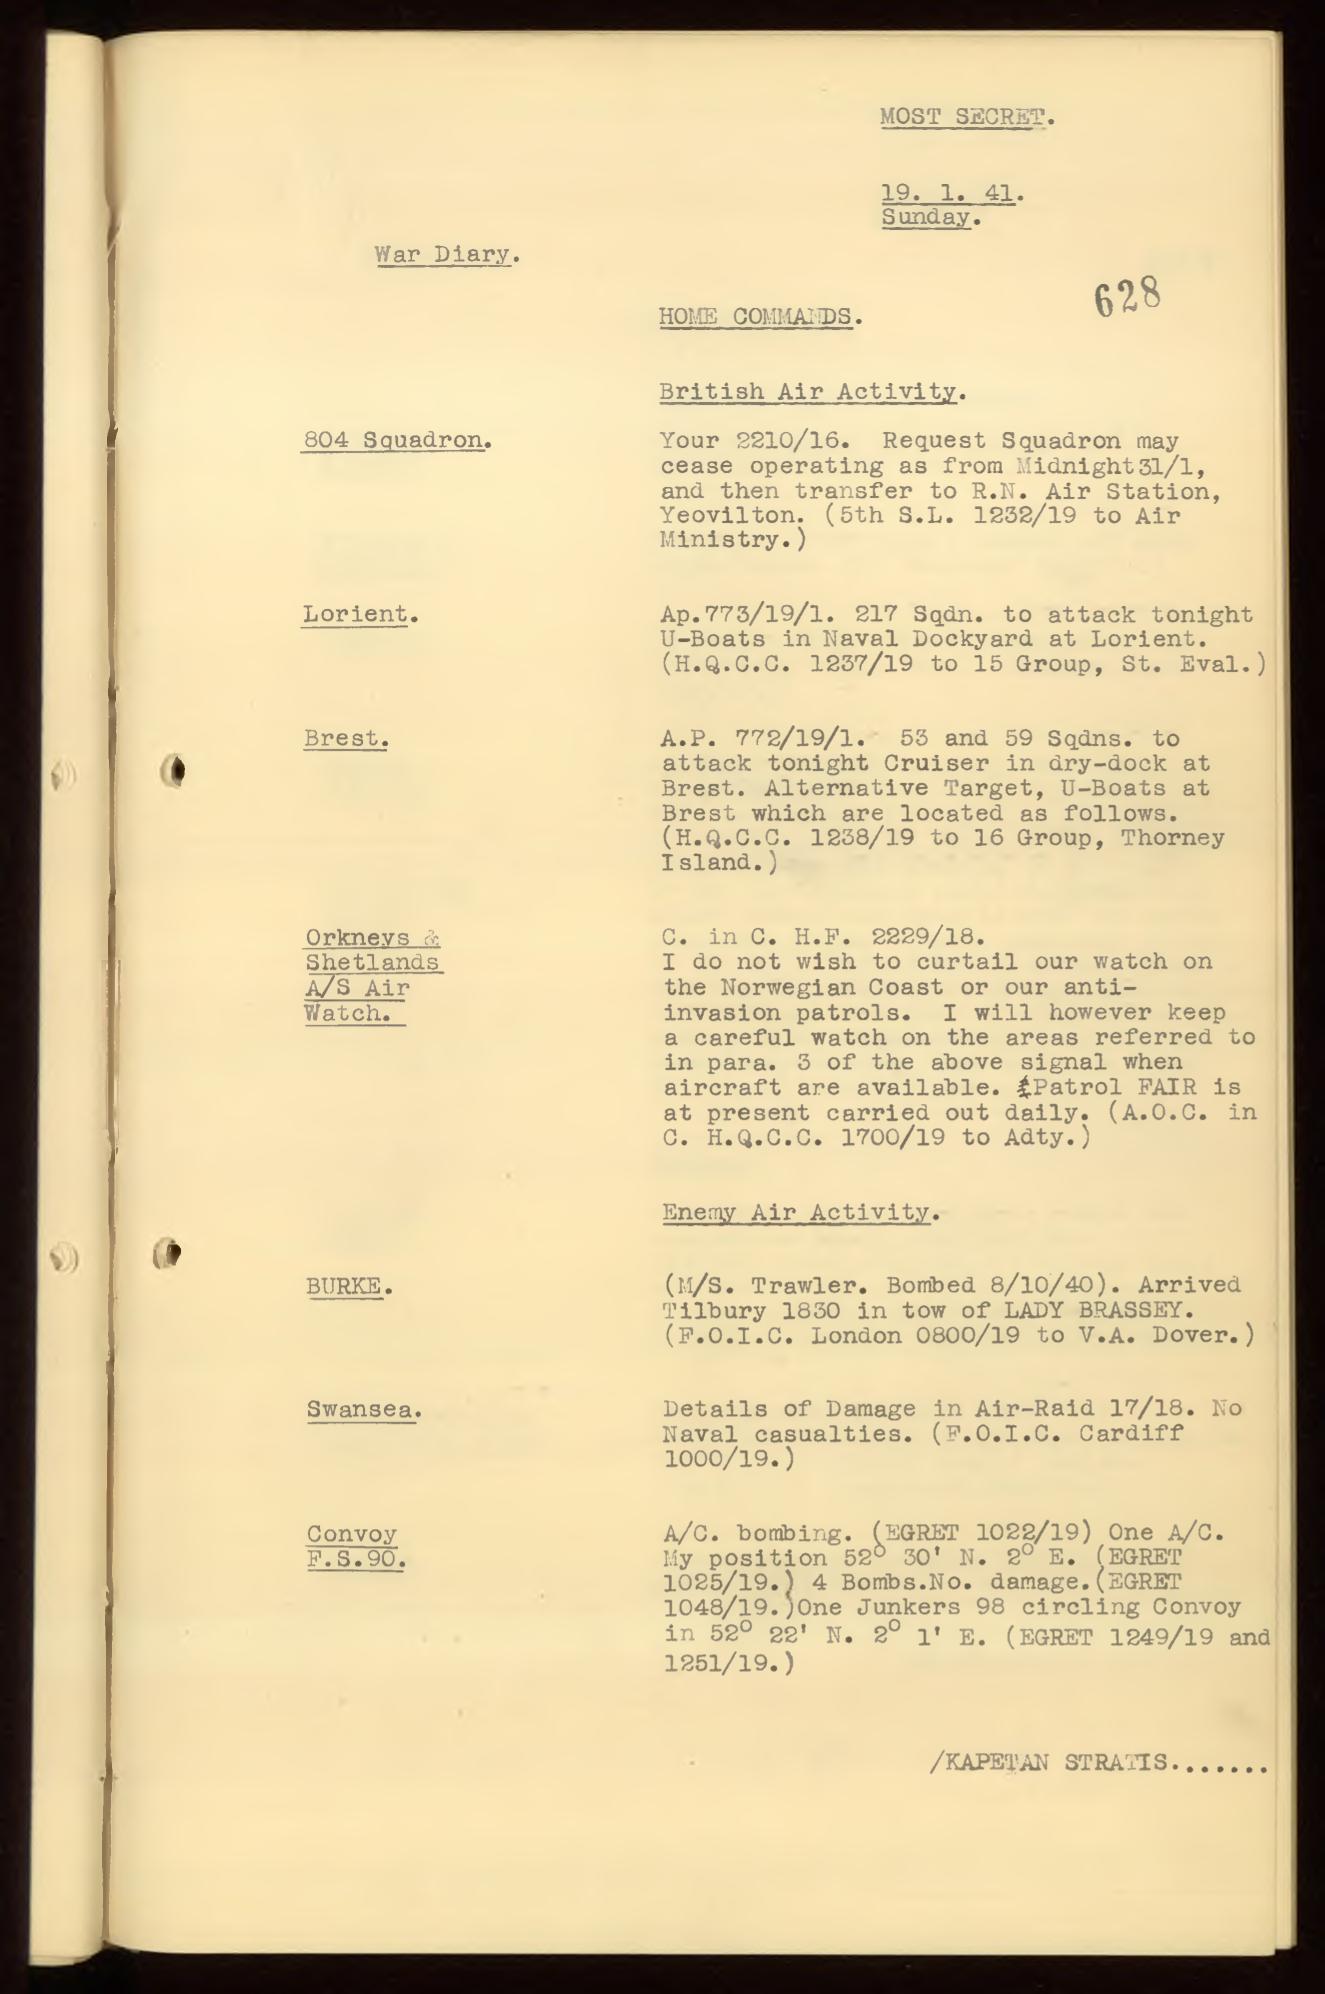 MOST SECRET.
19. 1. 41.
Sunday.
War Diary.
628
HOME COMMANDS.
British Air Activity.
804 Squadron.
Your 2210/16. Request Squadron may
cease operating as from Midnight 31/1,
and then transfer to R.N. Air Station,
Yeovilton. (5th S.L. 1232/19 to Air
Ministry.)
Lorient.
Ap.773/19/1. 217 Sqdn. to attack tonight
U-Boats in Naval Dockyard at Lorient.
(H.Q.C.C. 1237/19 to 15 Group, St. Eval.)
Brest.
A.P. 772/19/1. 53 and 59 Sqdns. to
attack tonight Cruiser in dry-dock at
Brest. Alternative Target, U-Boats at
Brest which are located as follows.
(H.Q.C.C. 1238/19 to 16 Group, Thorney
Island.)
Orkneys &
Shetlands
A/S Air
Watch.
C. in C. H.F. 2229/18.
I do not wish to curtail our watch on
the Norwegian Coast or our anti-
invasion patrols. I will however keep
a careful watch on the areas referred to
in para. 3 of the above signal when
aircraft are available. Patrol FAIR is
at present carried out daily. (A.O.C. in
C. H.Q.C.C. 1700/19 to Adty.)
Enemy Air Activity.
BURKE.
(M/S. Trawler. Bombed 8/10/40). Arrived
Tilbury 1830 in tow of LADY BRASSEY.
(F.O.I.C. London 0800/19 to V.A. Dover.)
Swansea.
Details of Damage in Air-Raid 17/18. No
Naval casualties. (F.O.I.C. Cardiff
1000/19.)
Convoy
F.S.90.
A/C. bombing. (EGRET 1022/19) One A/C.
My position 52° 30' N. 2° E. (EGRET
1025/19.) 4 Bombs.No. damage.(EGRET
1048/19.)One Junkers 98 circling Convoy
in 52° 22' N. 2° 1' E. (EGRET 1249/19 and
1251/19.)
/KAPETAN STRATIS.......